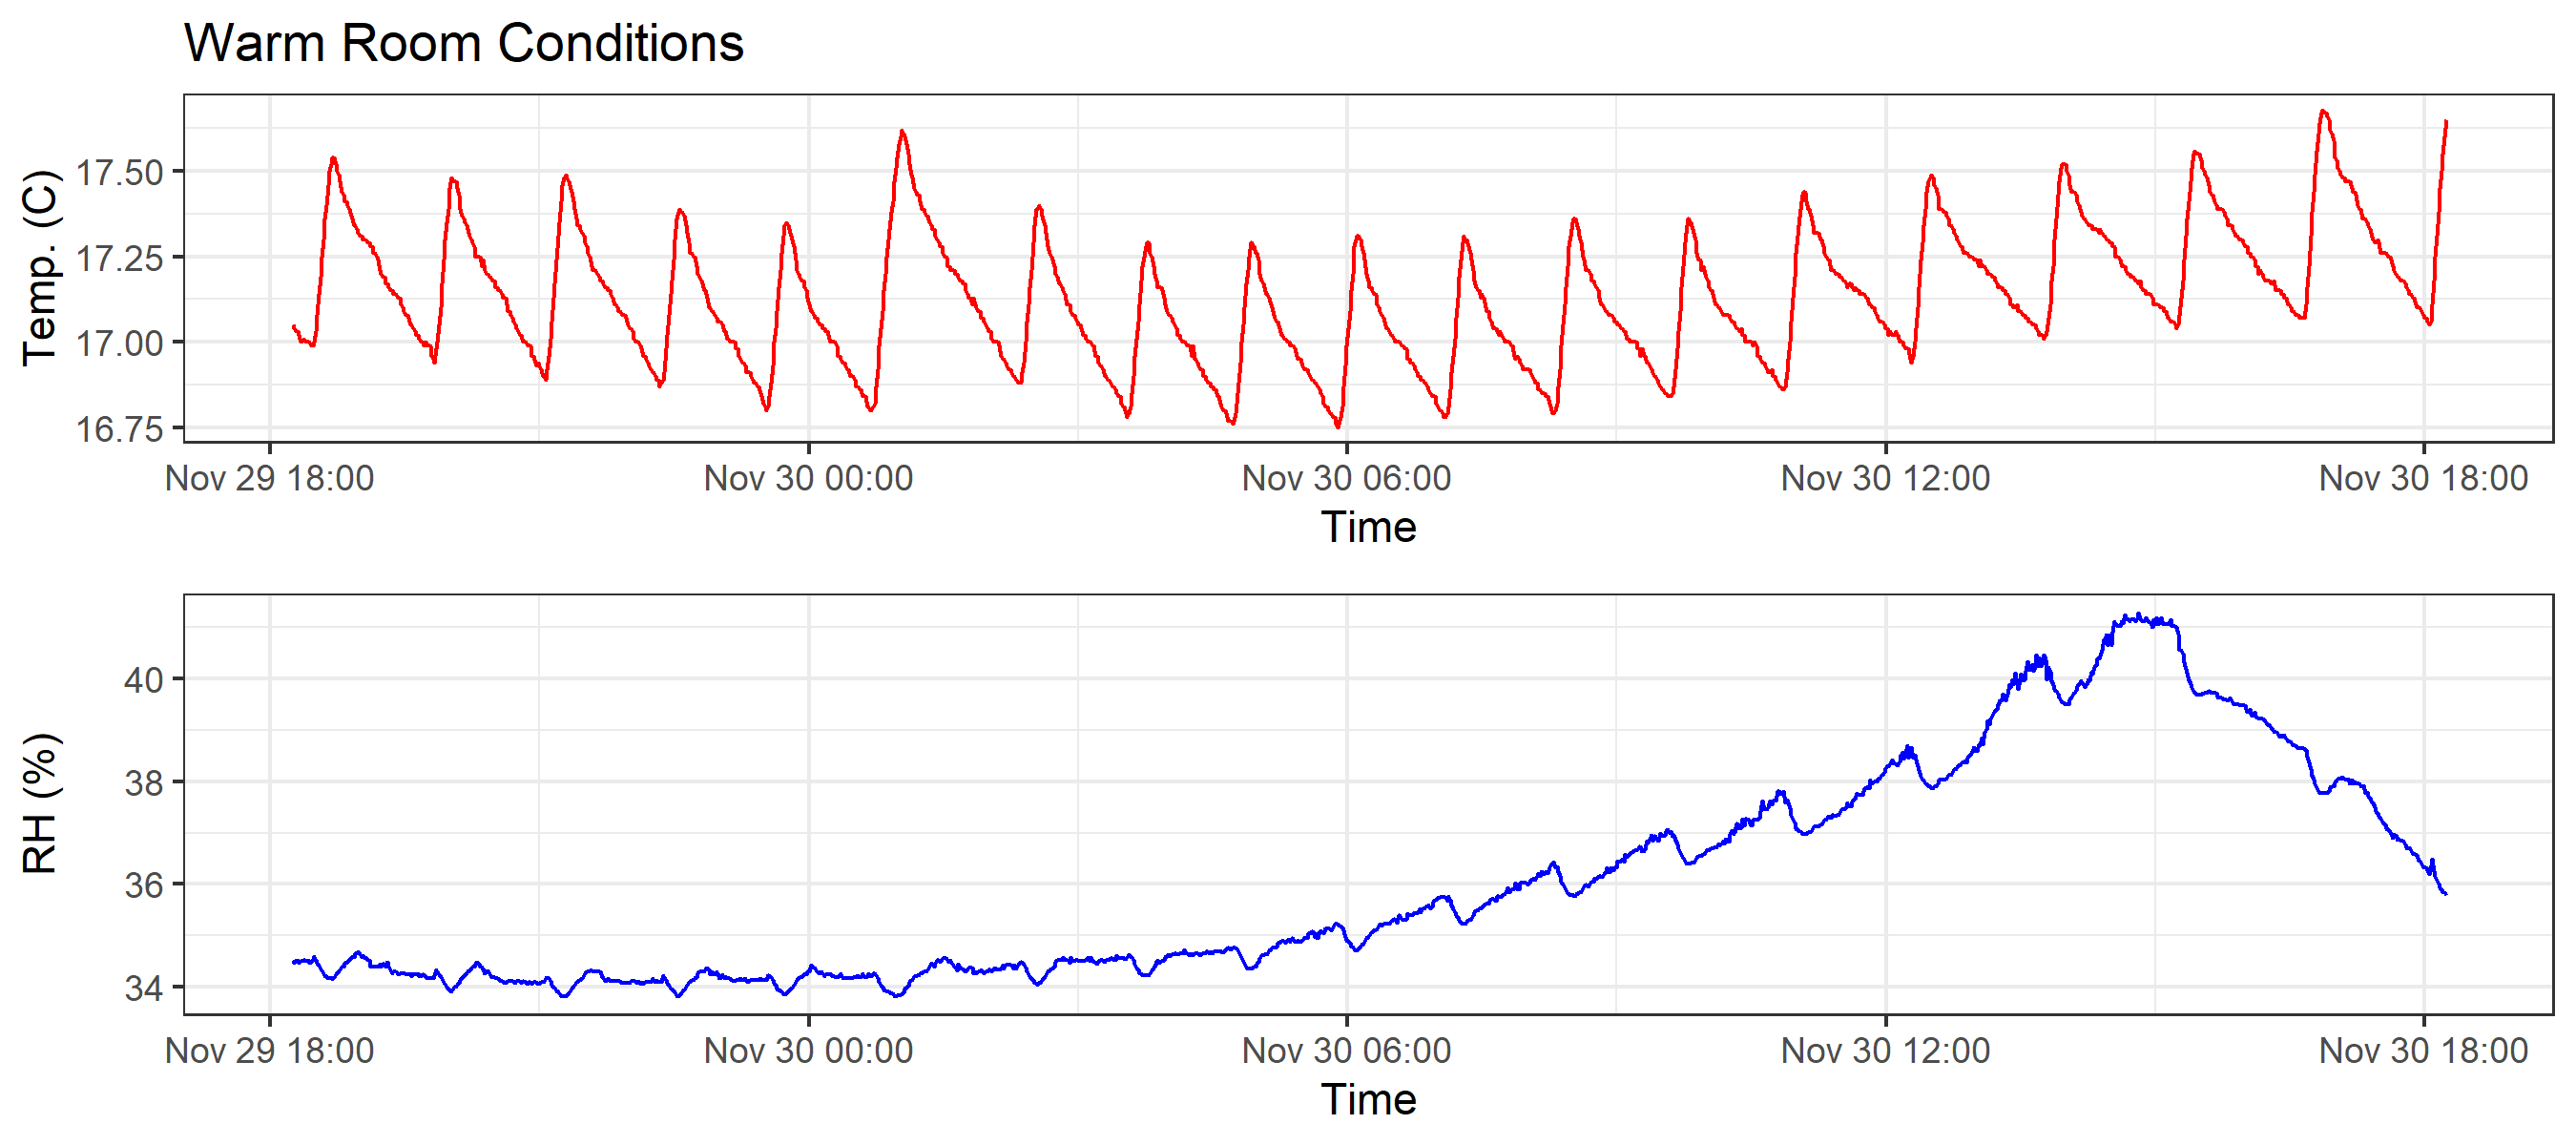 Warm Room Conditions
Temp. (C)
17.50
17.25
17.00
16.75
Nov 29 18:00 Nov 30 00:00 Nov 30 06:00 Nov 30 12:00 Nov 30 18:00
Time
RH (%)
40
38
36
34
Nov 29 18:00 Nov 30 00:00 Nov 30 06:00 Nov 30 12:00 Nov 30 18:00
Time